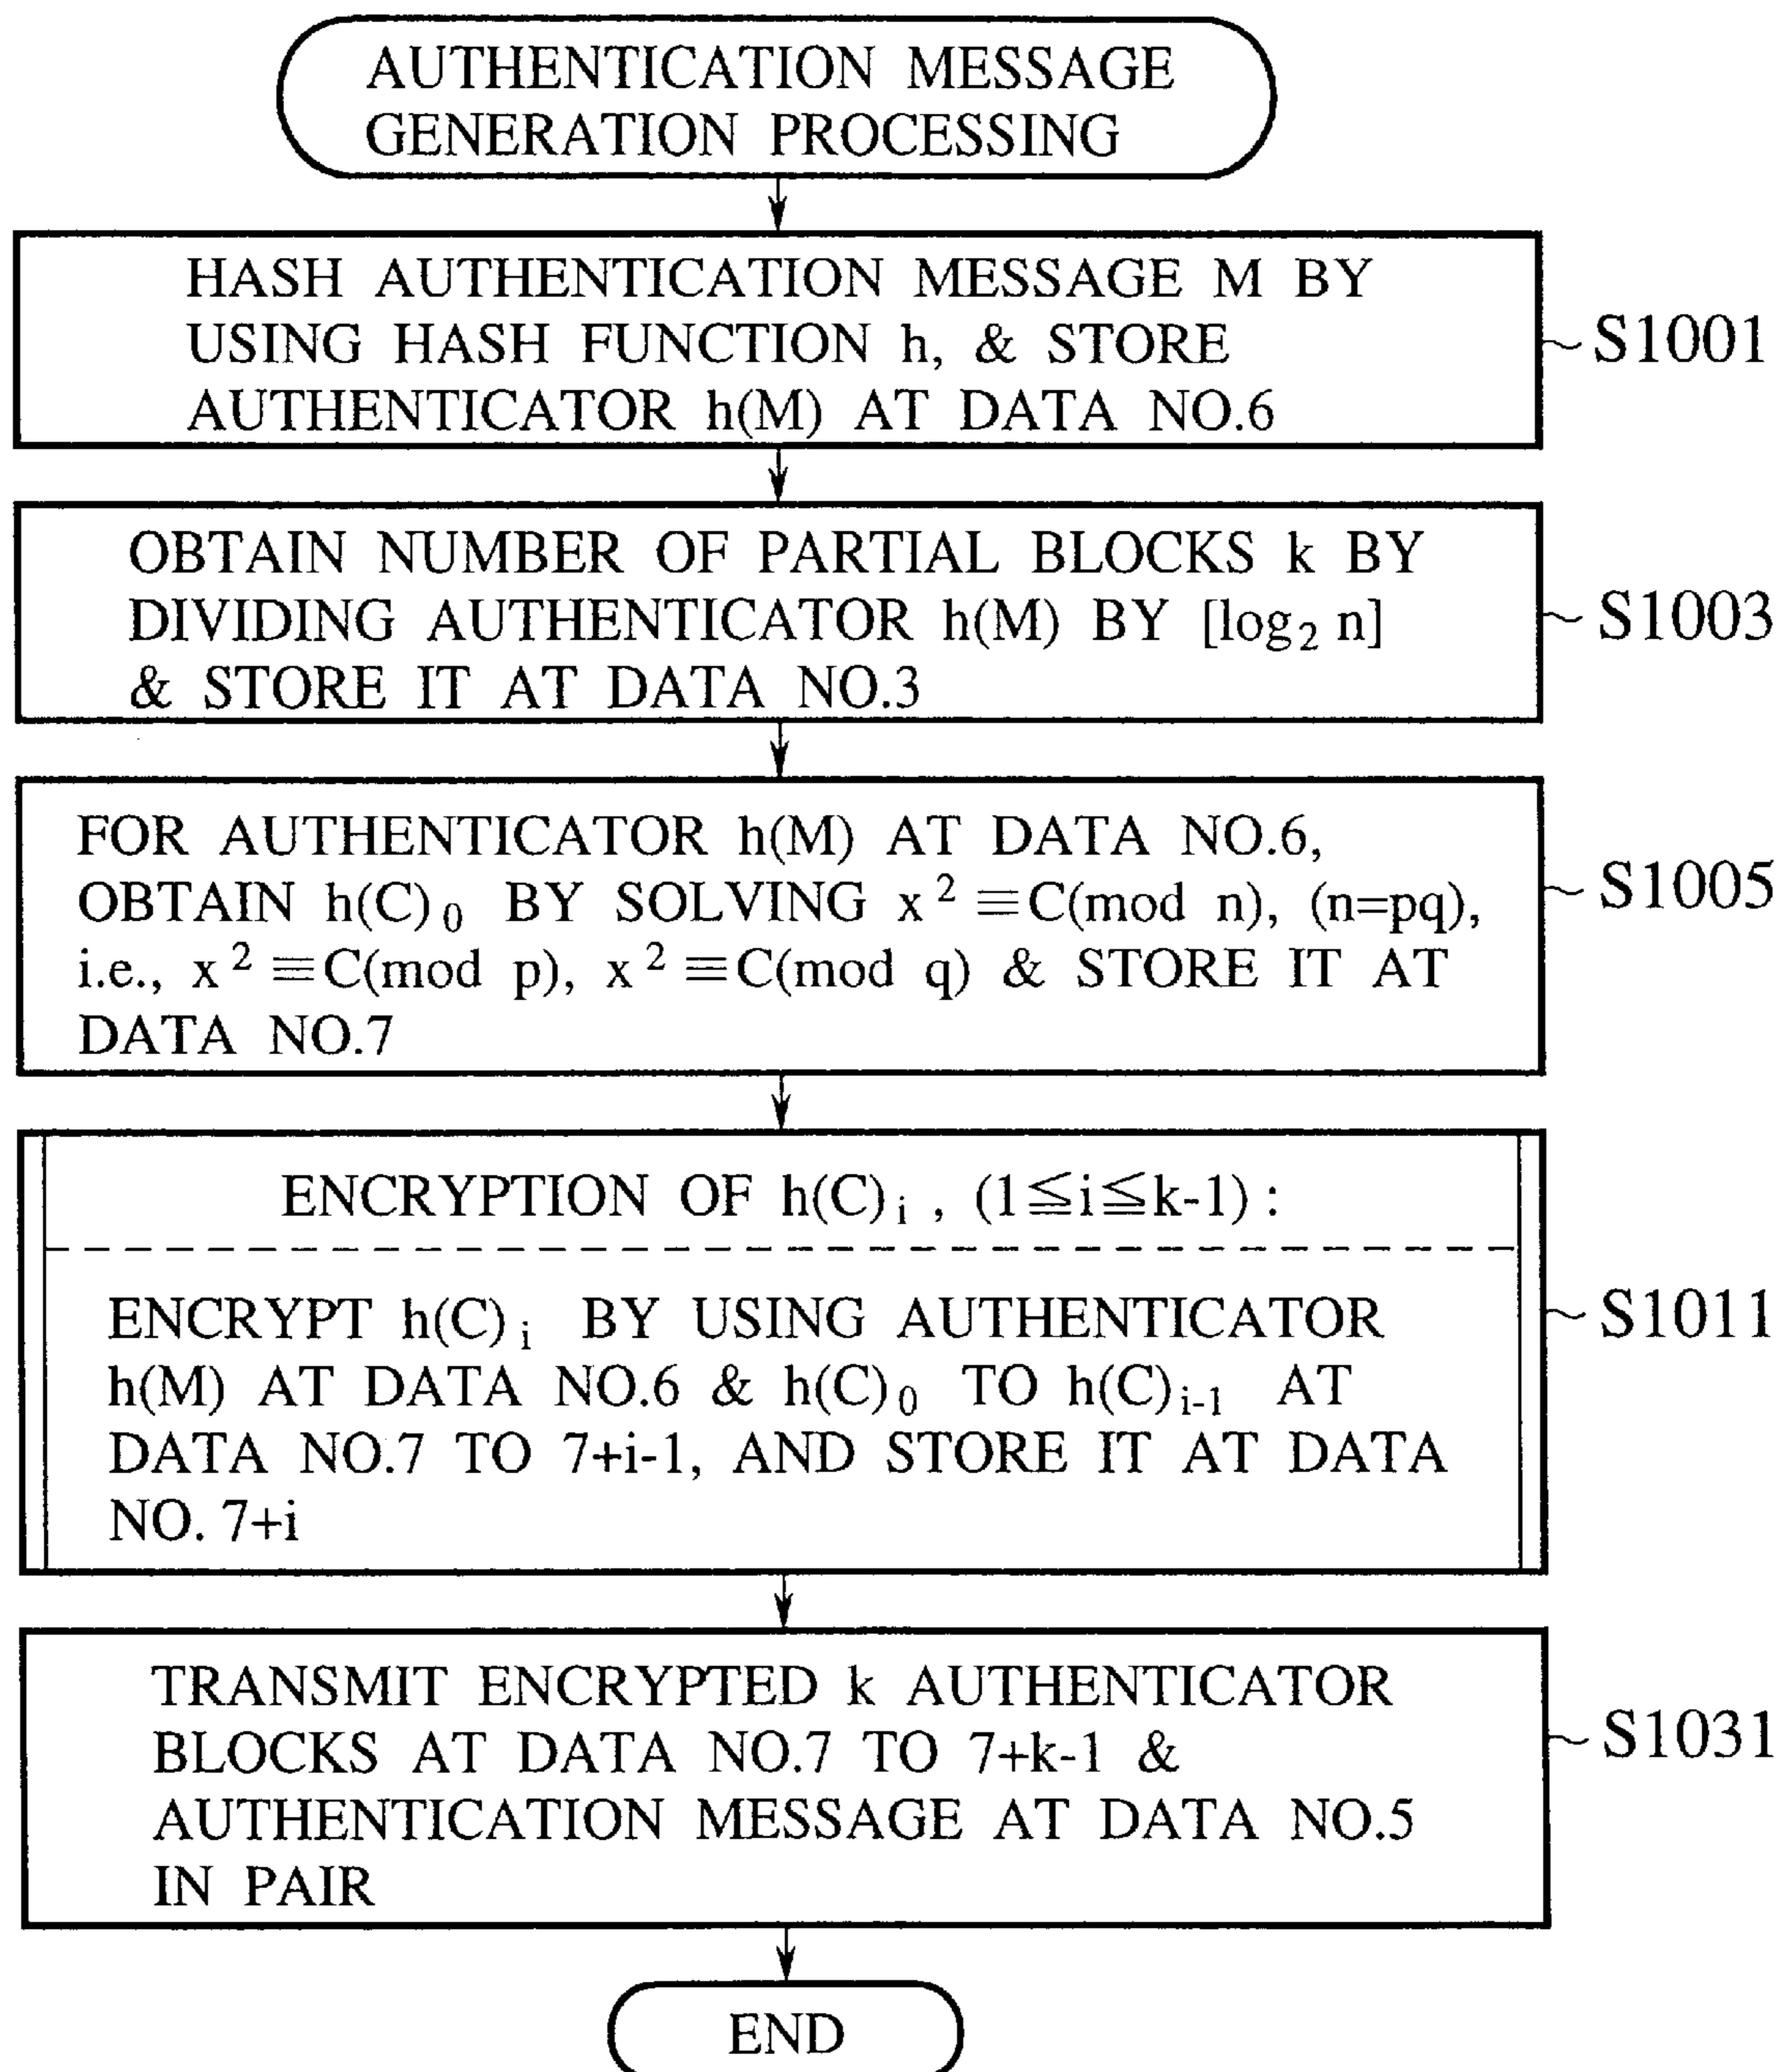 AUTHENTICATION MESSAGE
GENERATION PROCESSING
HASH AUTHENTICATION MESSAGE M BY
USING HASH FUNCTION h, & STORE
AUTHENTICATOR h(M) AT DATA NO.6
S1001
OBTAIN NUMBER OF PARTIAL BLOCKS k BY
DIVIDING AUTHENTICATOR h(M) BY [log₂ n]
& STORE IT AT DATA NO.3
S1003
FOR AUTHENTICATOR h(M) AT DATA NO.6,
OBTAIN h(C)₀ BY SOLVING x² ≡C(mod n), (n=pq),
i.e., x² ≡C(mod p), x² ≡C(mod q) & STORE IT AT
DATA NO.7
S1005
ENCRYPTION OF h(C)ᵢ , (1≦i≦k-1) :
ENCRYPT h(C)ᵢ BY USING AUTHENTICATOR
h(M) AT DATA NO.6 & h(C)₀ TO h(C)ᵢ₋₁ AT
DATA NO.7 TO 7+i-1, AND STORE IT AT DATA
NO. 7+i
S1011
TRANSMIT ENCRYPTED k AUTHENTICATOR
BLOCKS AT DATA NO.7 TO 7+k-1 &
AUTHENTICATION MESSAGE AT DATA NO.5
IN PAIR
S1031
END